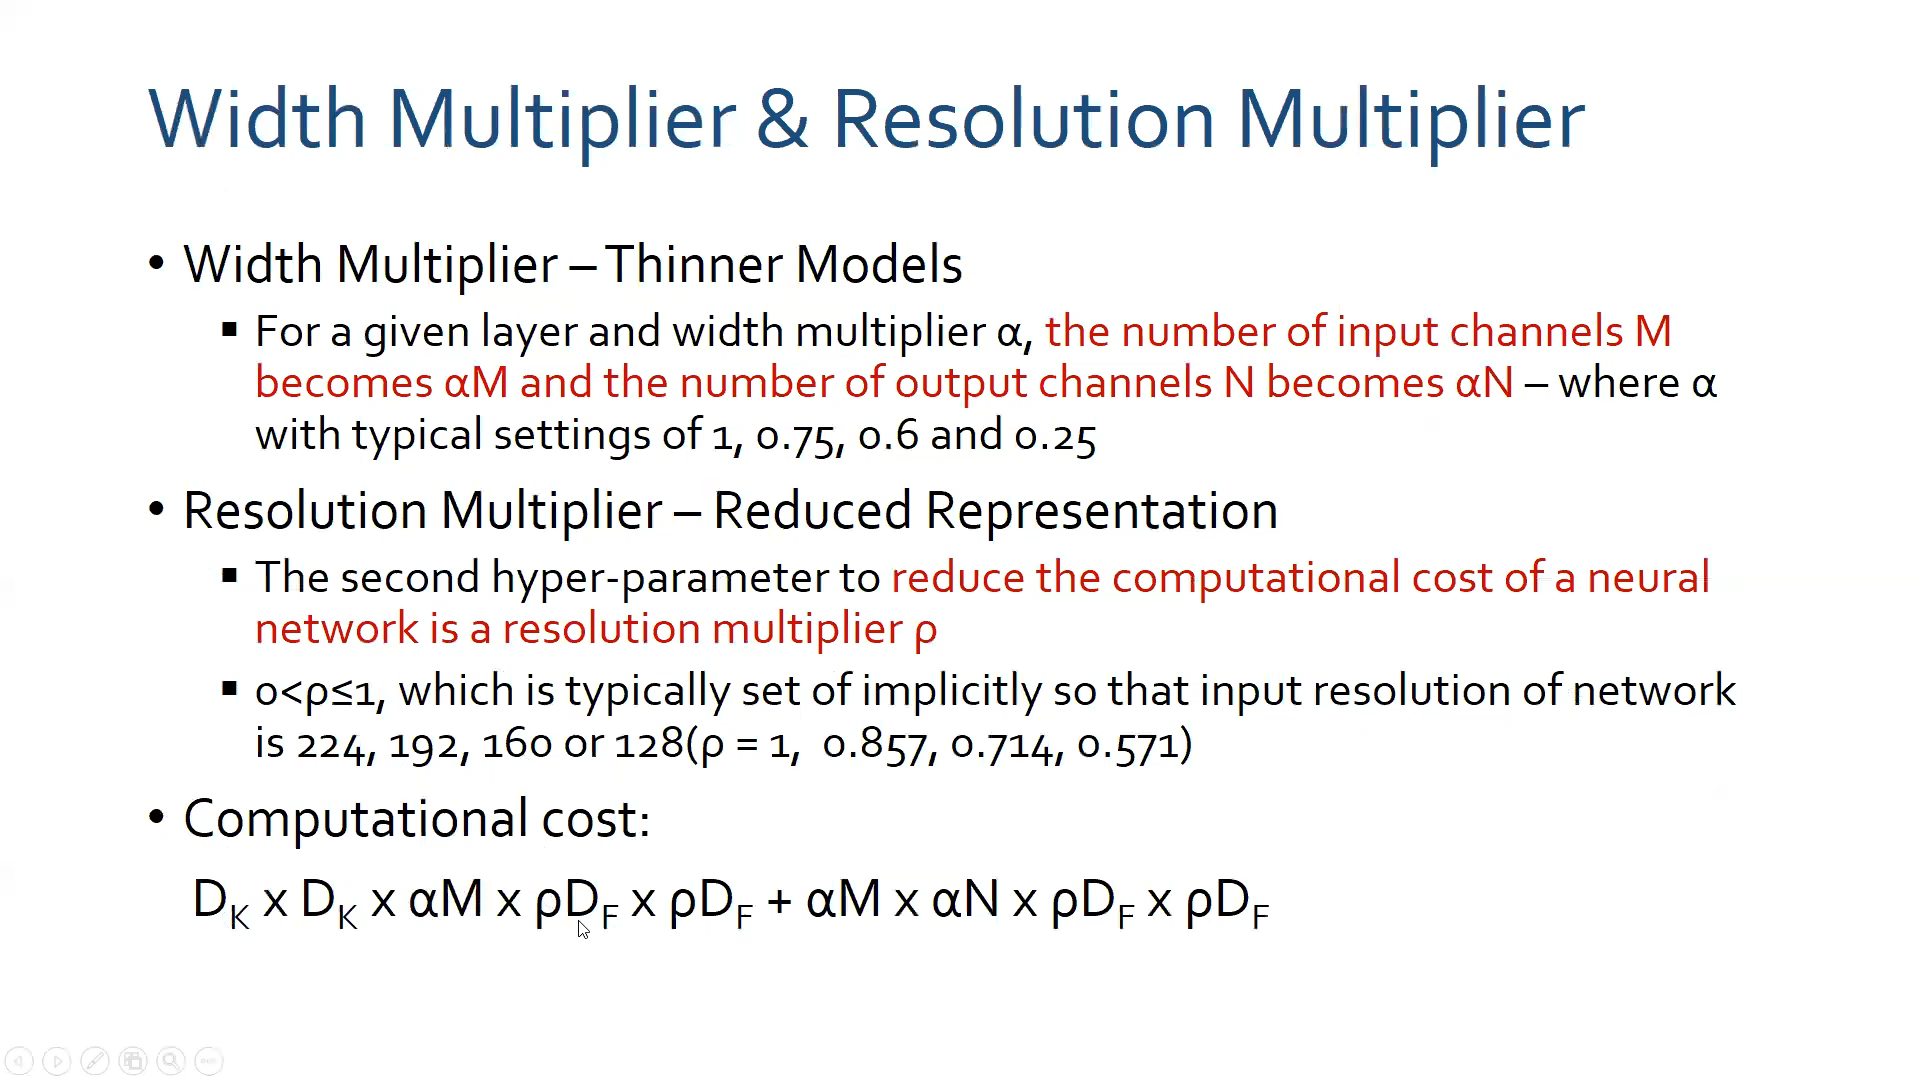 Width Multiplier & Resolution Multiplier
• Width Multiplier – Thinner Models
▪ For a given layer and width multiplier α, the number of input channels M
becomes αM and the number of output channels N becomes αN – where α
with typical settings of 1, 0.75, 0.6 and 0.25
• Resolution Multiplier – Reduced Representation
▪ The second hyper-parameter to reduce the computational cost of a neural
network is a resolution multiplier ρ
▪ 0<ρ≤1, which is typically set of implicitly so that input resolution of network
is 224, 192, 160 or 128(ρ = 1, 0.857, 0.714, 0.571)
• Computational cost:
D_K x D_K x αM x ρD_F x ρD_F + αM x αN x ρD_F x ρD_F